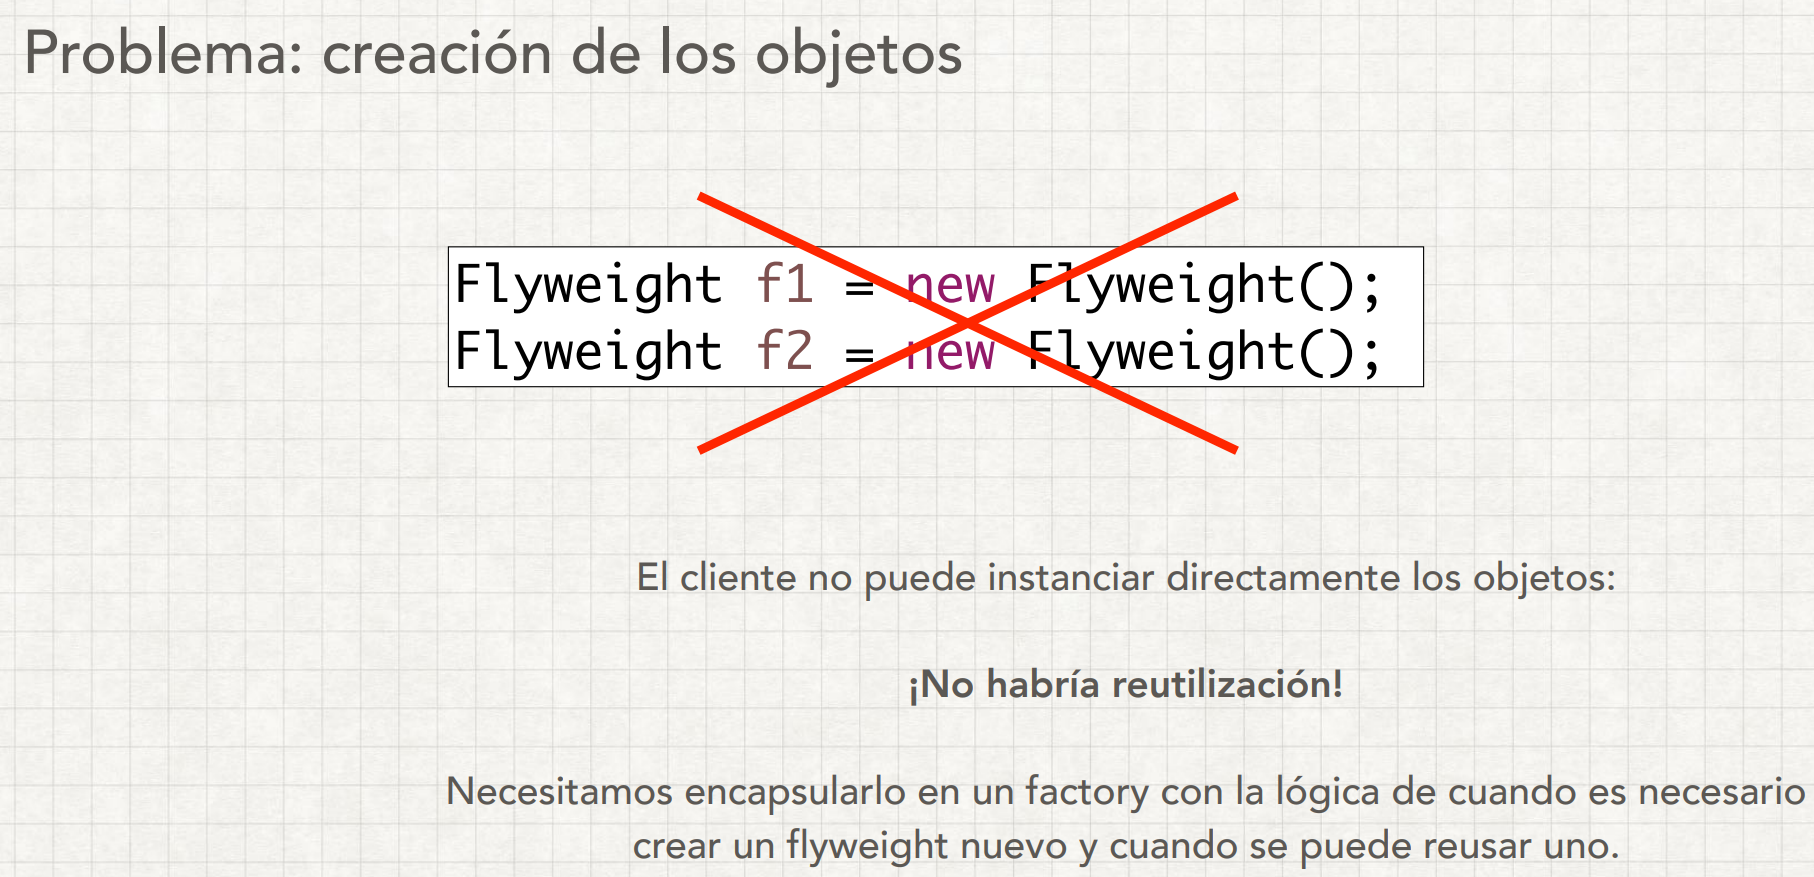 Problema: creación de los objetos
Flyweight f1 = new Flyweight();
Flyweight f2 = new Flyweight();
El cliente no puede instanciar directamente los objetos:
¡No habría reutilización!
Necesitamos encapsularlo en un factory con la lógica de cuando es necesario
crear un flyweight nuevo y cuando se puede reusar uno.